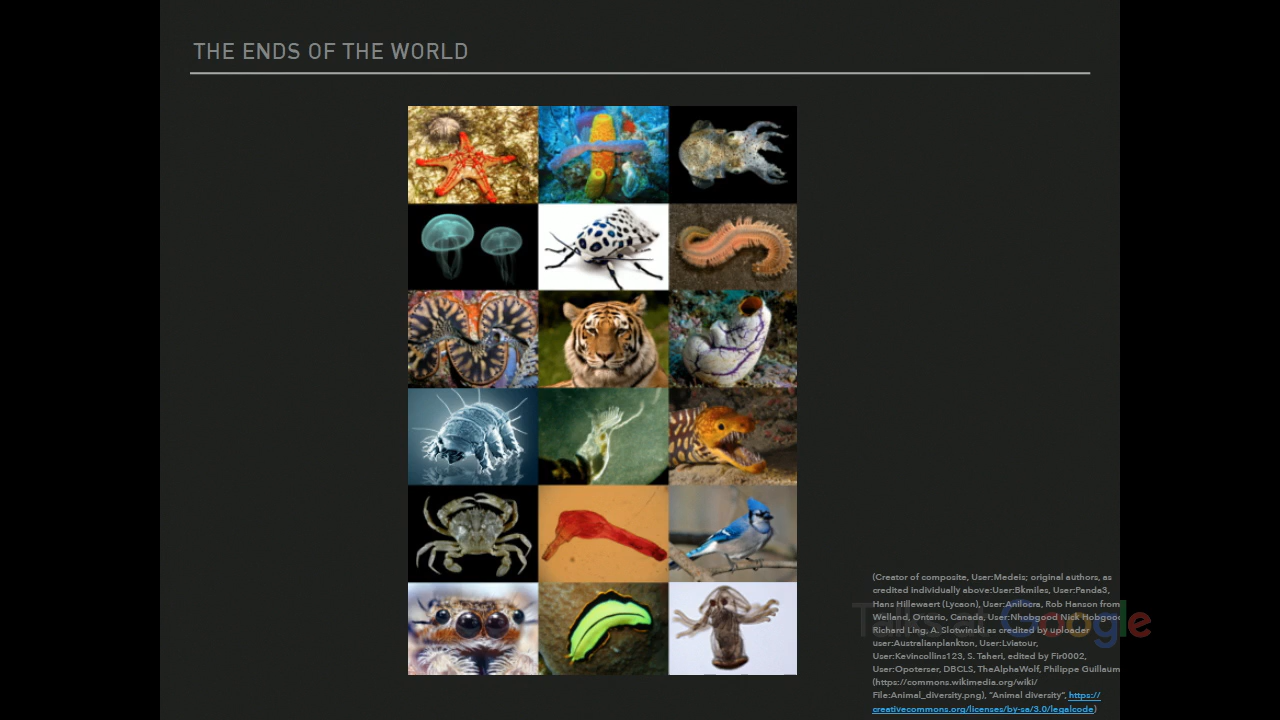 THE ENDS OF THE WORLD
(Creator of composite, User:Medeis; original authors, as
credited individually above:User:Bkmiles, User:Panda3,
Hans Hillewaert (Lycaon), User:Anilocra, Rob Hanson from
Welland, Ontario, Canada, User:Nhobgood Nick Hobgood
Richard Ling, A. Slotwinski as credited by uploader
user:Australianplankton, User:Lviatour,
User:Kevincollins123, S. Taheri, edited by Fir0002,
User:Opoterser, DBCLS, TheAlphaWolf, Philippe Guillaum
(https://commons.wikimedia.org/wiki/
File:Animal_diversity.png), "Animal diversity", https://
creativecommons.org/licenses/by-sa/3.0/legalcode)
Talks at Google